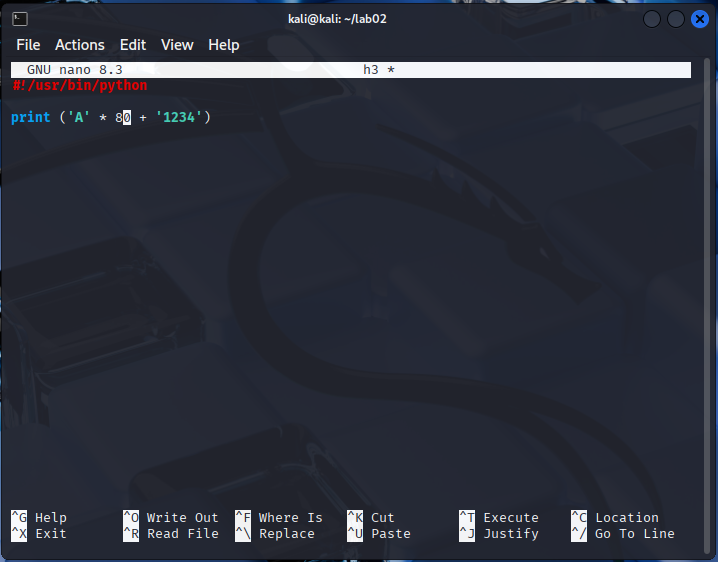 kali@kali: ~/lab02
File Actions Edit View Help
GNU nano 8.3 h3 *
#!/usr/bin/python
print ('A' * 80 + '1234')
^G Help ^O Write Out ^F Where Is ^K Cut ^T Execute ^C Location
^X Exit ^R Read File ^\ Replace ^U Paste ^J Justify ^/ Go To Line